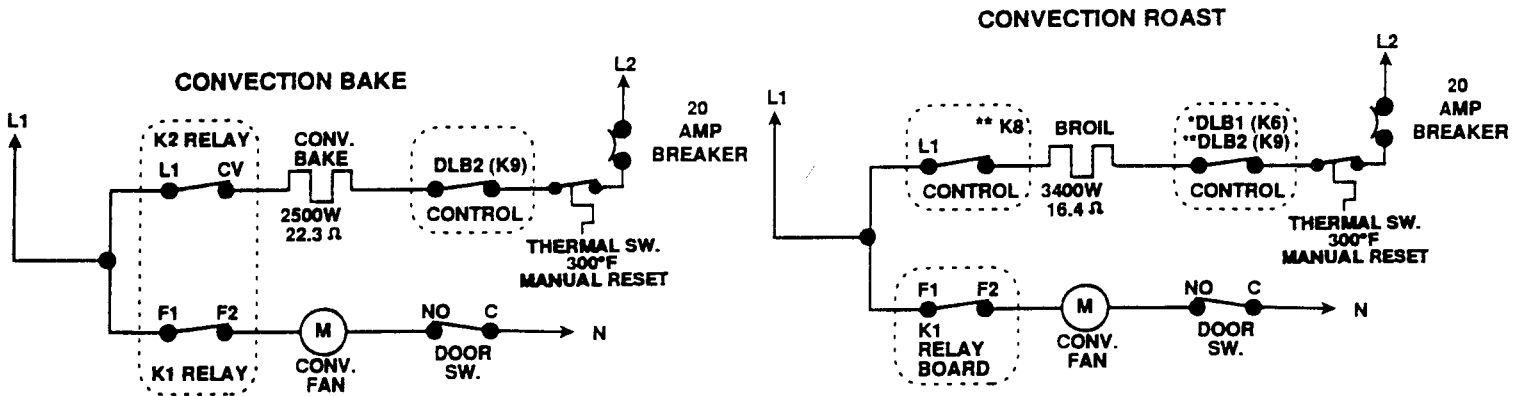 CONVECTION BAKE
L1
L2
20
AMP
BREAKER
K2 RELAY
L1 CV
CONV.
BAKE
2500W
22.3 Ω
DLB2 (K9)
CONTROL
THERMAL SW.
300°F
MANUAL RESET
F1 F2
K1 RELAY
M
CONV.
FAN
NO C
DOOR
SW.
N
CONVECTION ROAST
L1
L2
20
AMP
BREAKER
** K8
L1
CONTROL
BROIL
3400W
16.4 Ω
*DLB1 (K6)
**DLB2 (K9)
CONTROL
THERMAL SW.
300°F
MANUAL RESET
F1 F2
K1
RELAY
BOARD
M
CONV.
FAN
NO C
DOOR
SW.
N